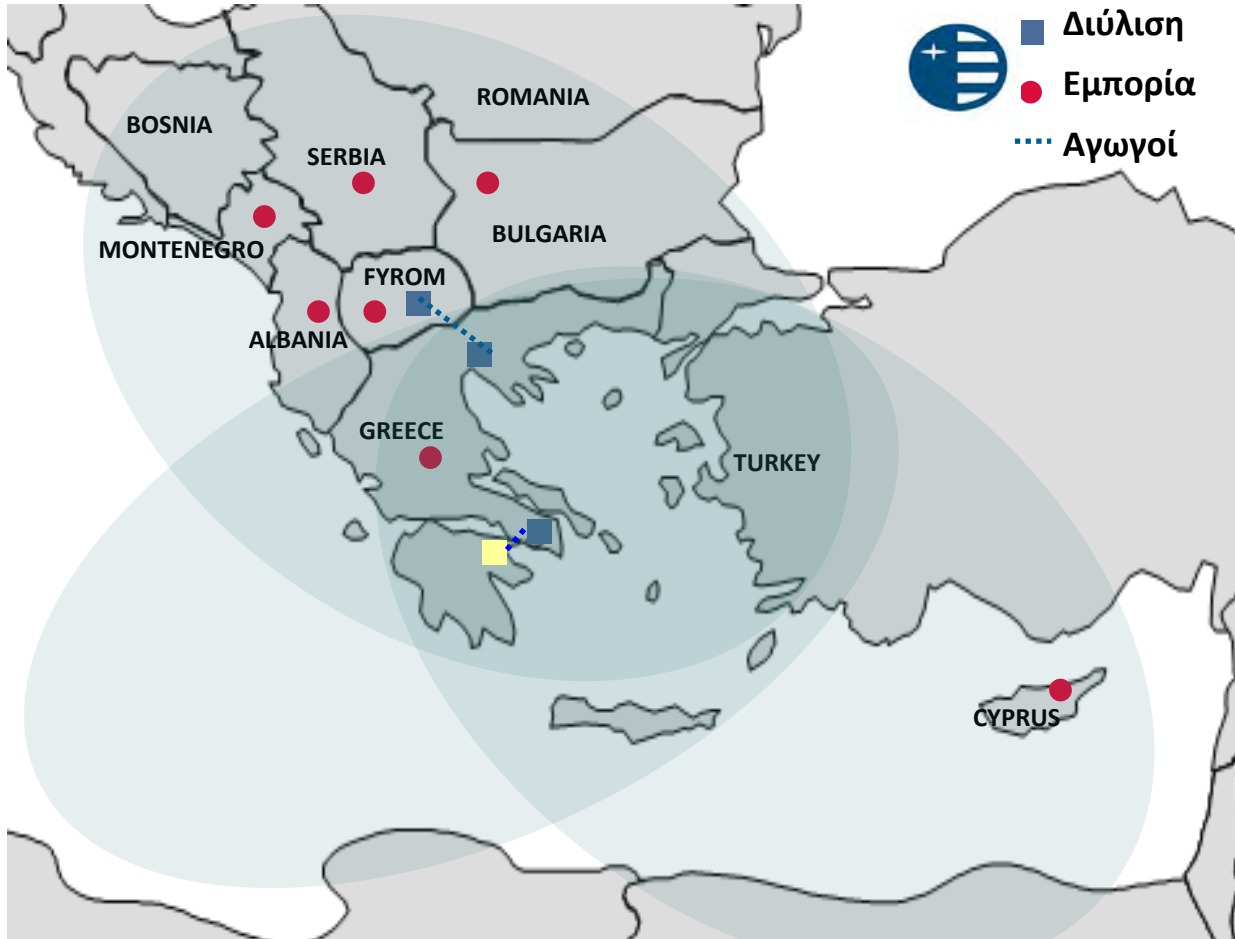 Διύλιση
Εμπορία
Αγωγοί
ROMANIA
BOSNIA
SERBIA
BULGARIA
MONTENEGRO
FYROM
ALBANIA
GREECE
TURKEY
CYPRUS